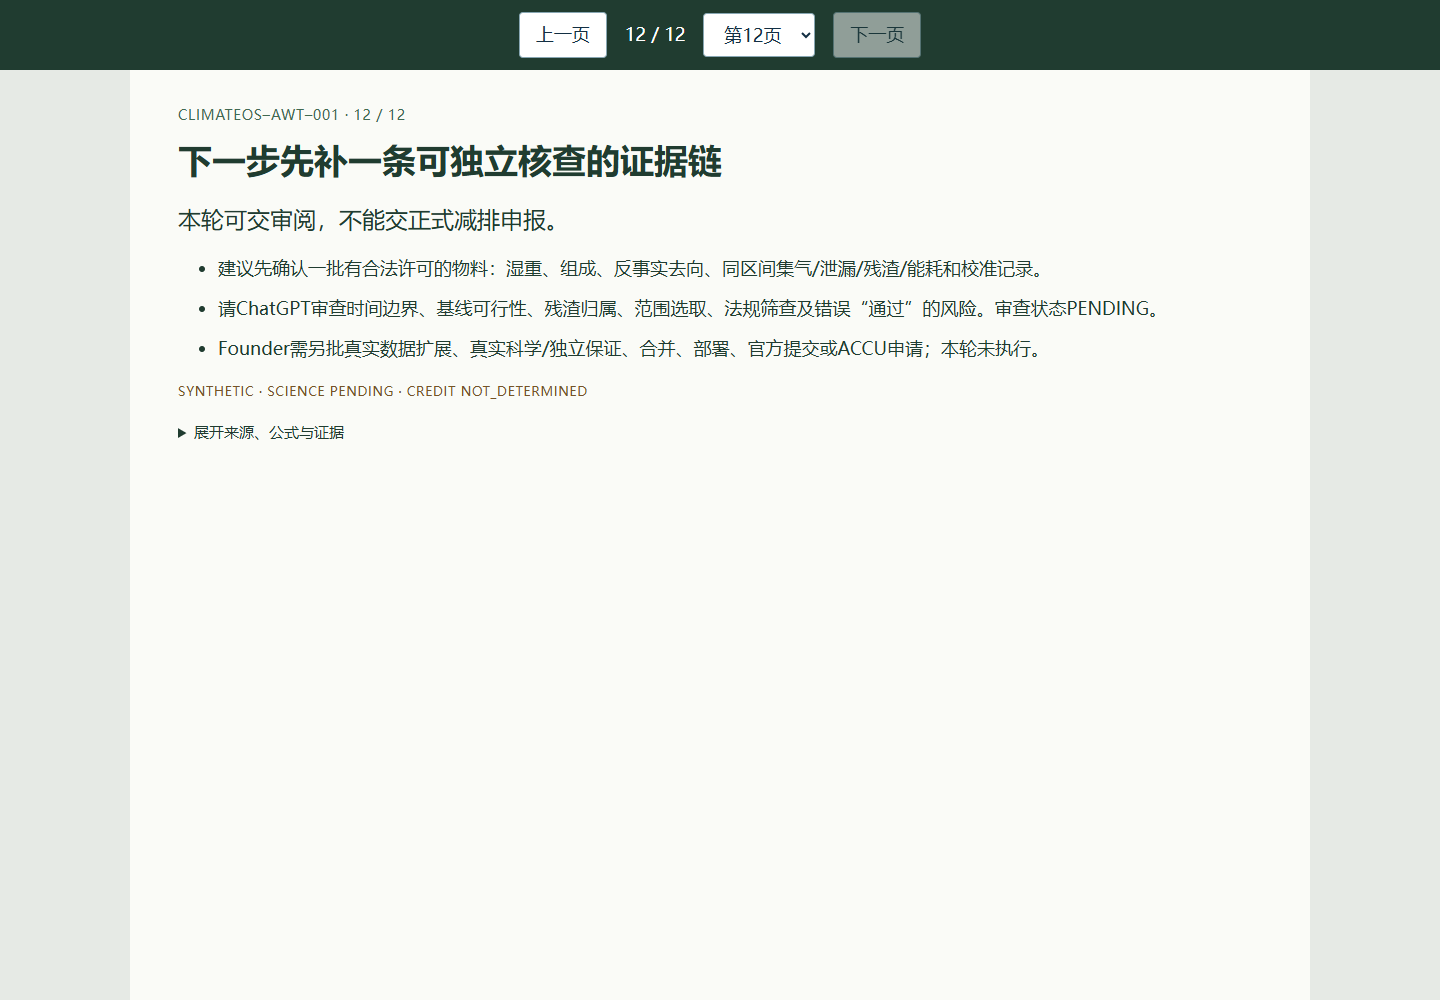 上一页
12 / 12
第12页
下一页
CLIMATEOS–AWT–001 · 12 / 12
下一步先补一条可独立核查的证据链
本轮可交审阅，不能交正式减排申报。
• 建议先确认一批有合法许可的物料：湿重、组成、反事实去向、同区间集气/泄漏/残渣/能耗和校准记录。
• 请ChatGPT审查时间边界、基线可行性、残渣归属、范围选取、法规筛查及错误“通过”的风险。审查状态PENDING。
• Founder需另批真实数据扩展、真实科学/独立保证、合并、部署、官方提交或ACCU申请；本轮未执行。
SYNTHETIC · SCIENCE PENDING · CREDIT NOT_DETERMINED
▶ 展开来源、公式与证据